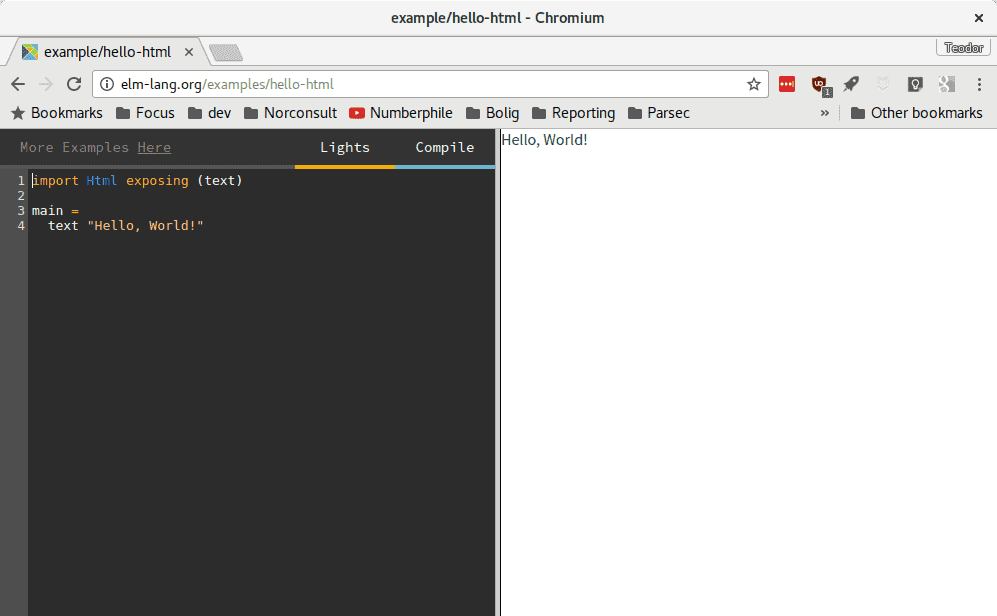 example/hello-html - Chromium
example/hello-html
Teodor
elm-lang.org/examples/hello-html
Bookmarks Focus dev Norconsult Numberphile Bolig Reporting Parsec » Other bookmarks
More Examples Here Lights Compile
1 import Html exposing (text)
2
3 main =
4   text "Hello, World!"
Hello, World!